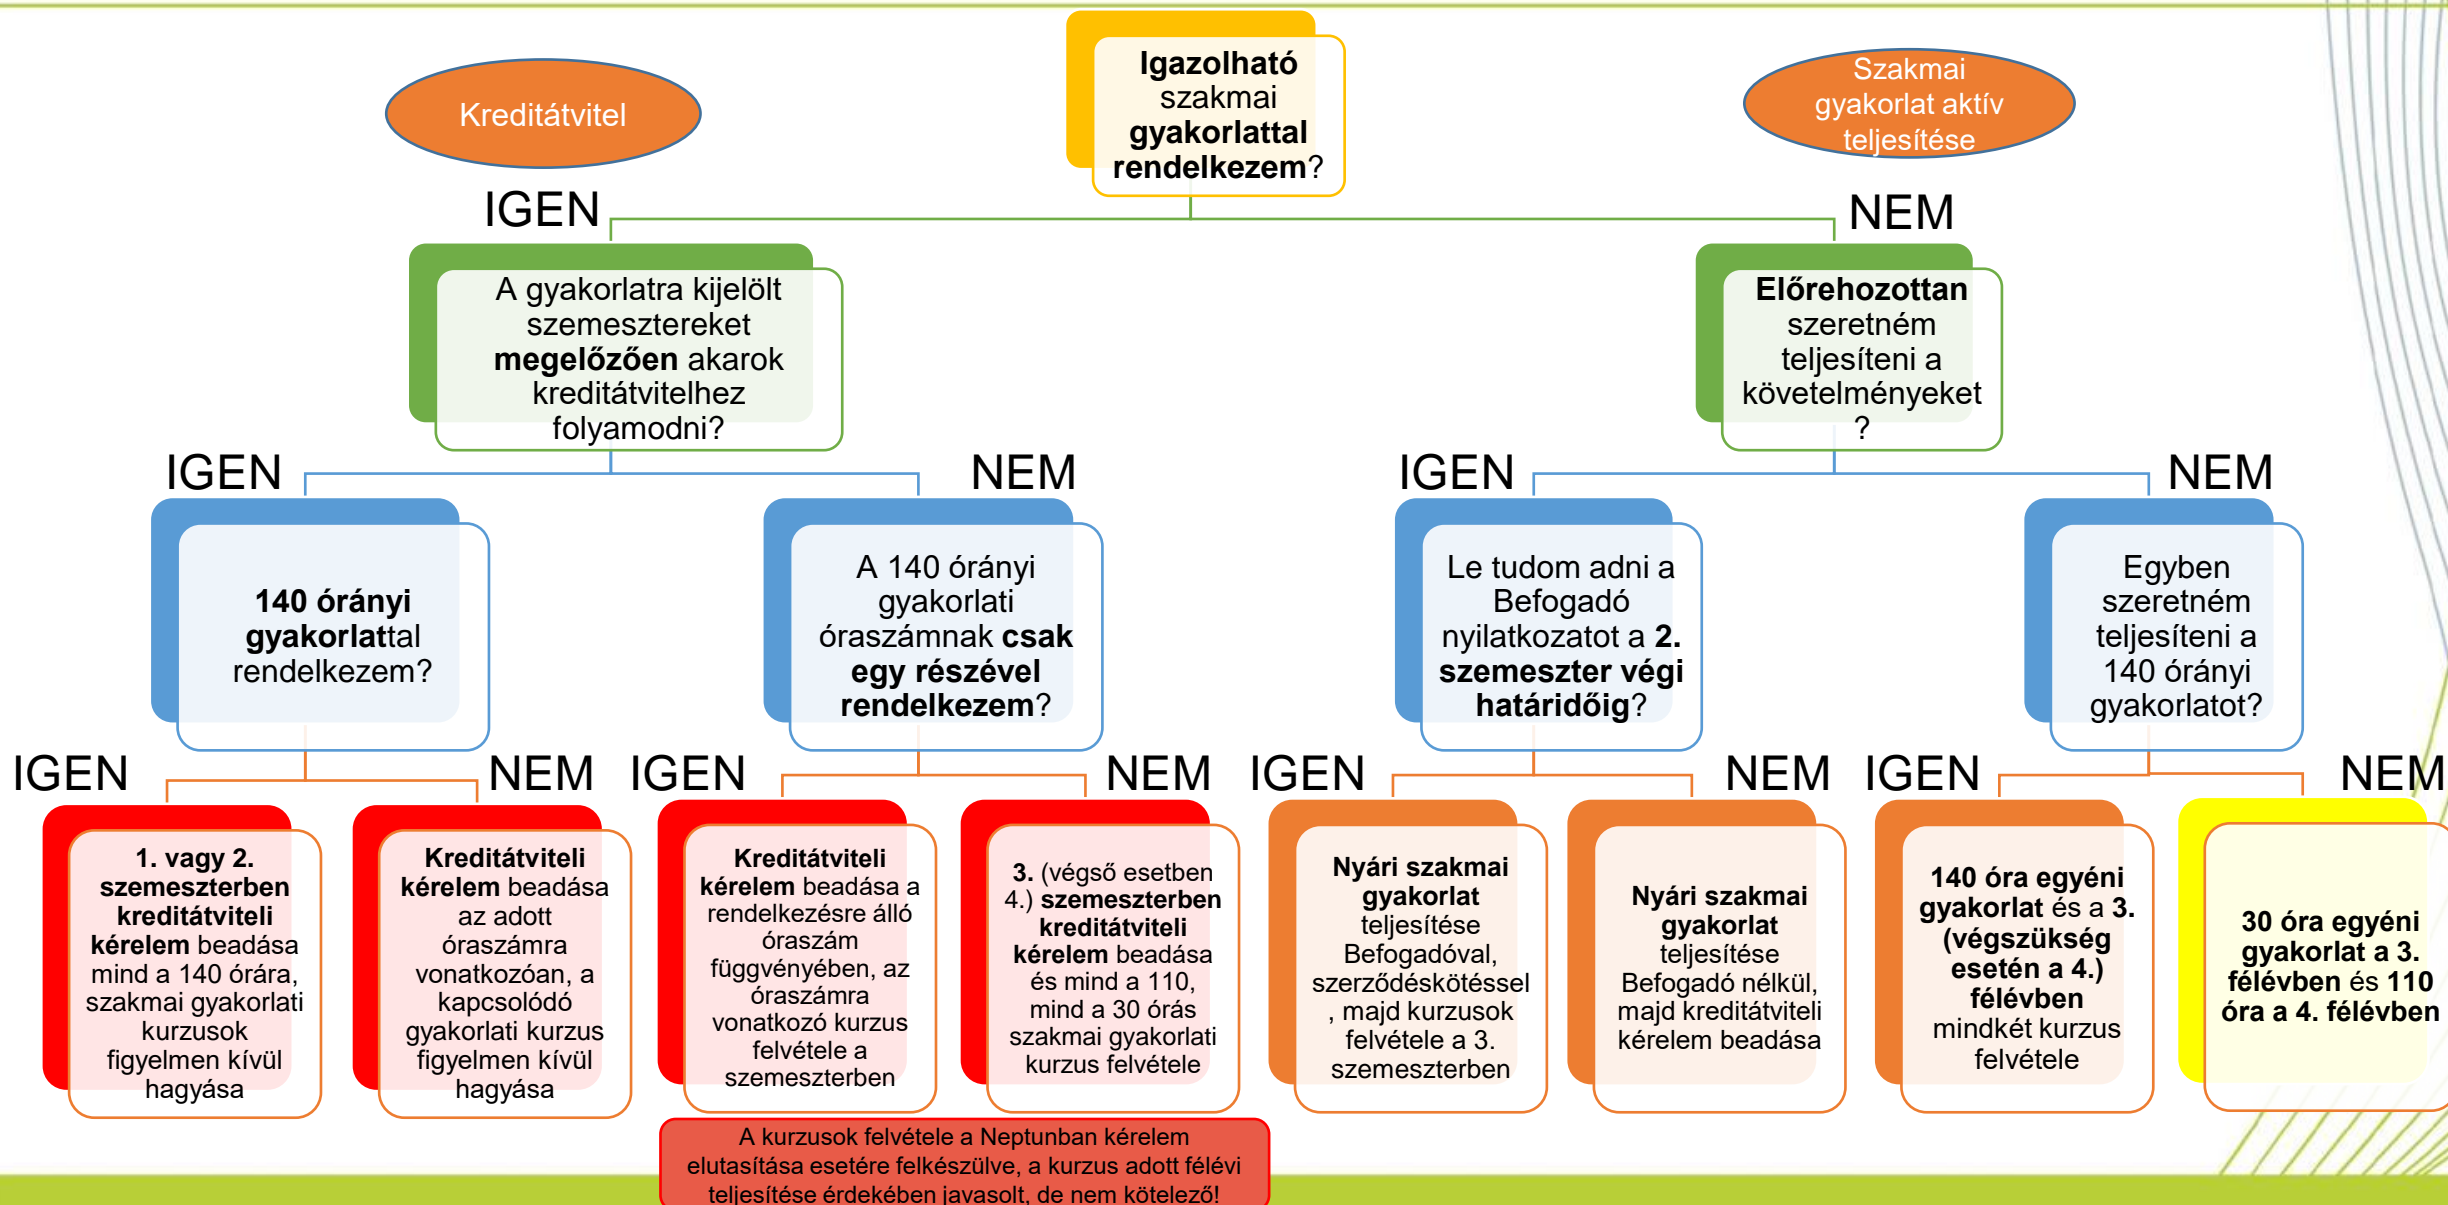 Kreditátvitel
Igazolható
szakmai
gyakorlattal
rendelkezem?
Szakmai
gyakorlat aktív
teljesítése
IGEN
NEM
A gyakorlatra kijelölt
szemesztereket
megelőzően akarok
kreditátvitelhez
folyamodni?
Előrehozottan
szeretném
teljesíteni a
követelményeket
?
IGEN
NEM
IGEN
NEM
140 órányi
gyakorlattal
rendelkezem?
A 140 órányi
gyakorlati
óraszámnak csak
egy részével
rendelkezem?
Le tudom adni a
Befogadó
nyilatkozatot a 2.
szemeszter végi
határidőig?
Egyben
szeretném
teljesíteni a
140 órányi
gyakorlatot?
IGEN
NEM
IGEN
NEM
IGEN
NEM
IGEN
NEM
1. vagy 2.
szemeszterben
kreditátviteli
kérelem beadása
mind a 140 órára,
szakmai gyakorlati
kurzusok
figyelmen kívül
hagyása
Kreditátviteli
kérelem beadása
az adott
óraszámra
vonatkozóan, a
kapcsolódó
gyakorlati kurzus
figyelmen kívül
hagyása
Kreditátviteli
kérelem beadása a
rendelkezésre álló
óraszám
függvényében, az
óraszámra
vonatkozó kurzus
felvétele a
szemeszterben
3. (végső esetben
4.) szemeszterben
kreditátviteli
kérelem beadása
és mind a 110,
mind a 30 órás
szakmai gyakorlati
kurzus felvétele
Nyári szakmai
gyakorlat
teljesítése
Befogadóval,
szerződéskötéssel
, majd kurzusok
felvétele a 3.
szemeszterben
Nyári szakmai
gyakorlat
teljesítése
Befogadó nélkül,
majd kreditátviteli
kérelem beadása
140 óra egyéni
gyakorlat és a 3.
(végszükség
esetén a 4.)
félévben
mindkét kurzus
felvétele
30 óra egyéni
gyakorlat a 3.
félévben és 110
óra a 4. félévben
A kurzusok felvétele a Neptunban kérelem
elutasítása esetére felkészülve, a kurzus adott félévi
teljesítése érdekében javasolt, de nem kötelező!